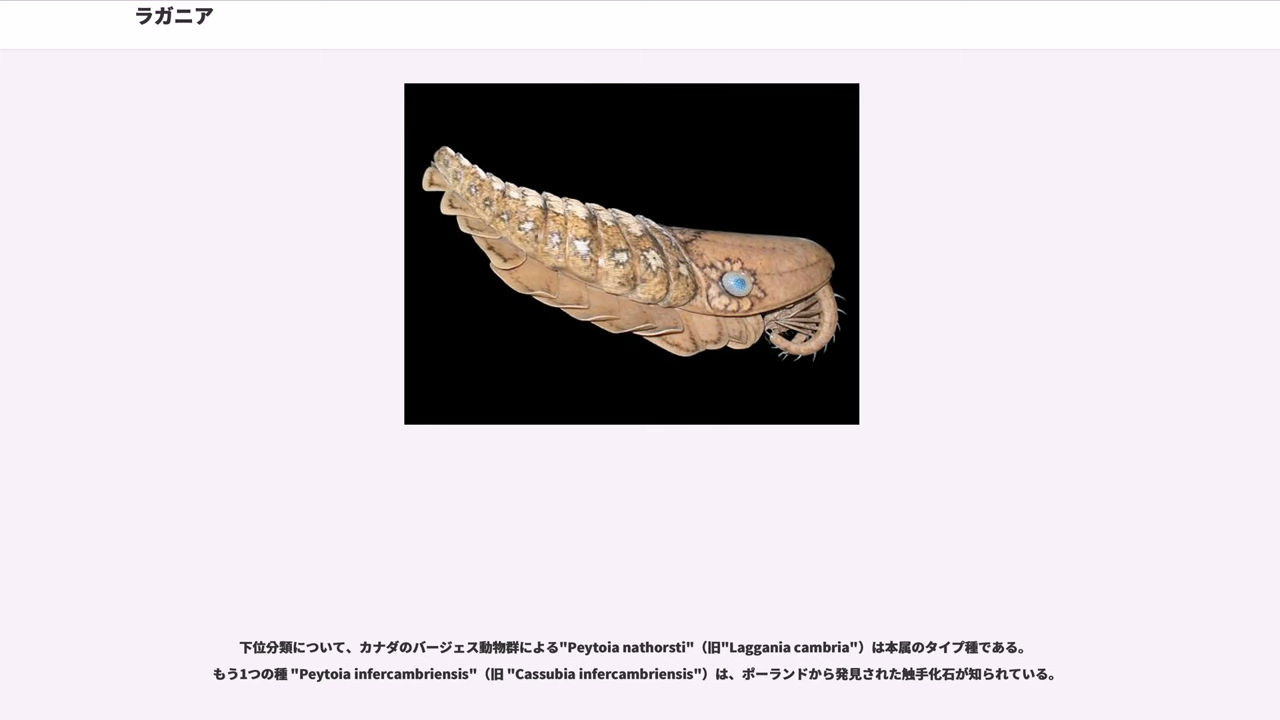 ラガニア
下位分類について、カナダのバージェス動物群による"Peytoia nathorsti"（旧"Laggania cambria"）は本属のタイプ種である。
もう1つの種 "Peytoia infercambriensis"（旧 "Cassubia infercambriensis"）は、ポーランドから発見された触手化石が知られている。